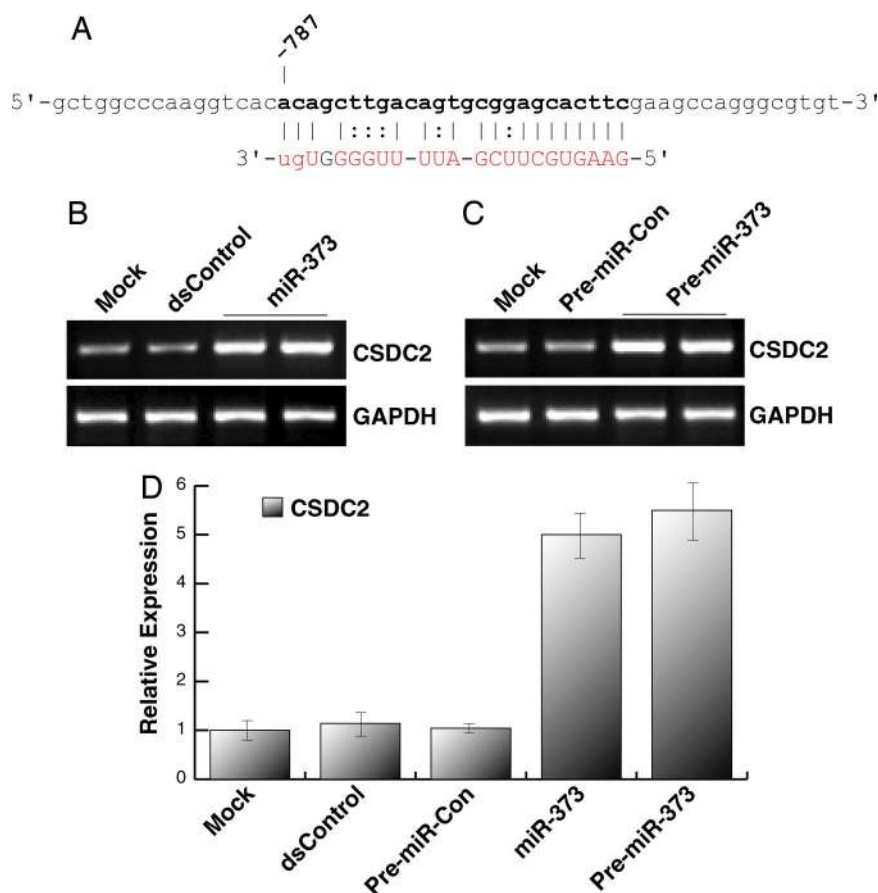 A
-787
5'-gctggcccaaggtcacacagcttgacagtgcggagcacttcgaagccagggcgtgt-3'
3'-ugUGGGGUU-UUA-GCUUCGUGAAG-5'
B
Mock
dsControl
miR-373
CSDC2
GAPDH
C
Mock
Pre-miR-Con
Pre-miR-373
CSDC2
GAPDH
D
CSDC2
Relative Expression
6
5
4
3
2
1
0
Mock
dsControl
Pre-miR-Con
miR-373
Pre-miR-373